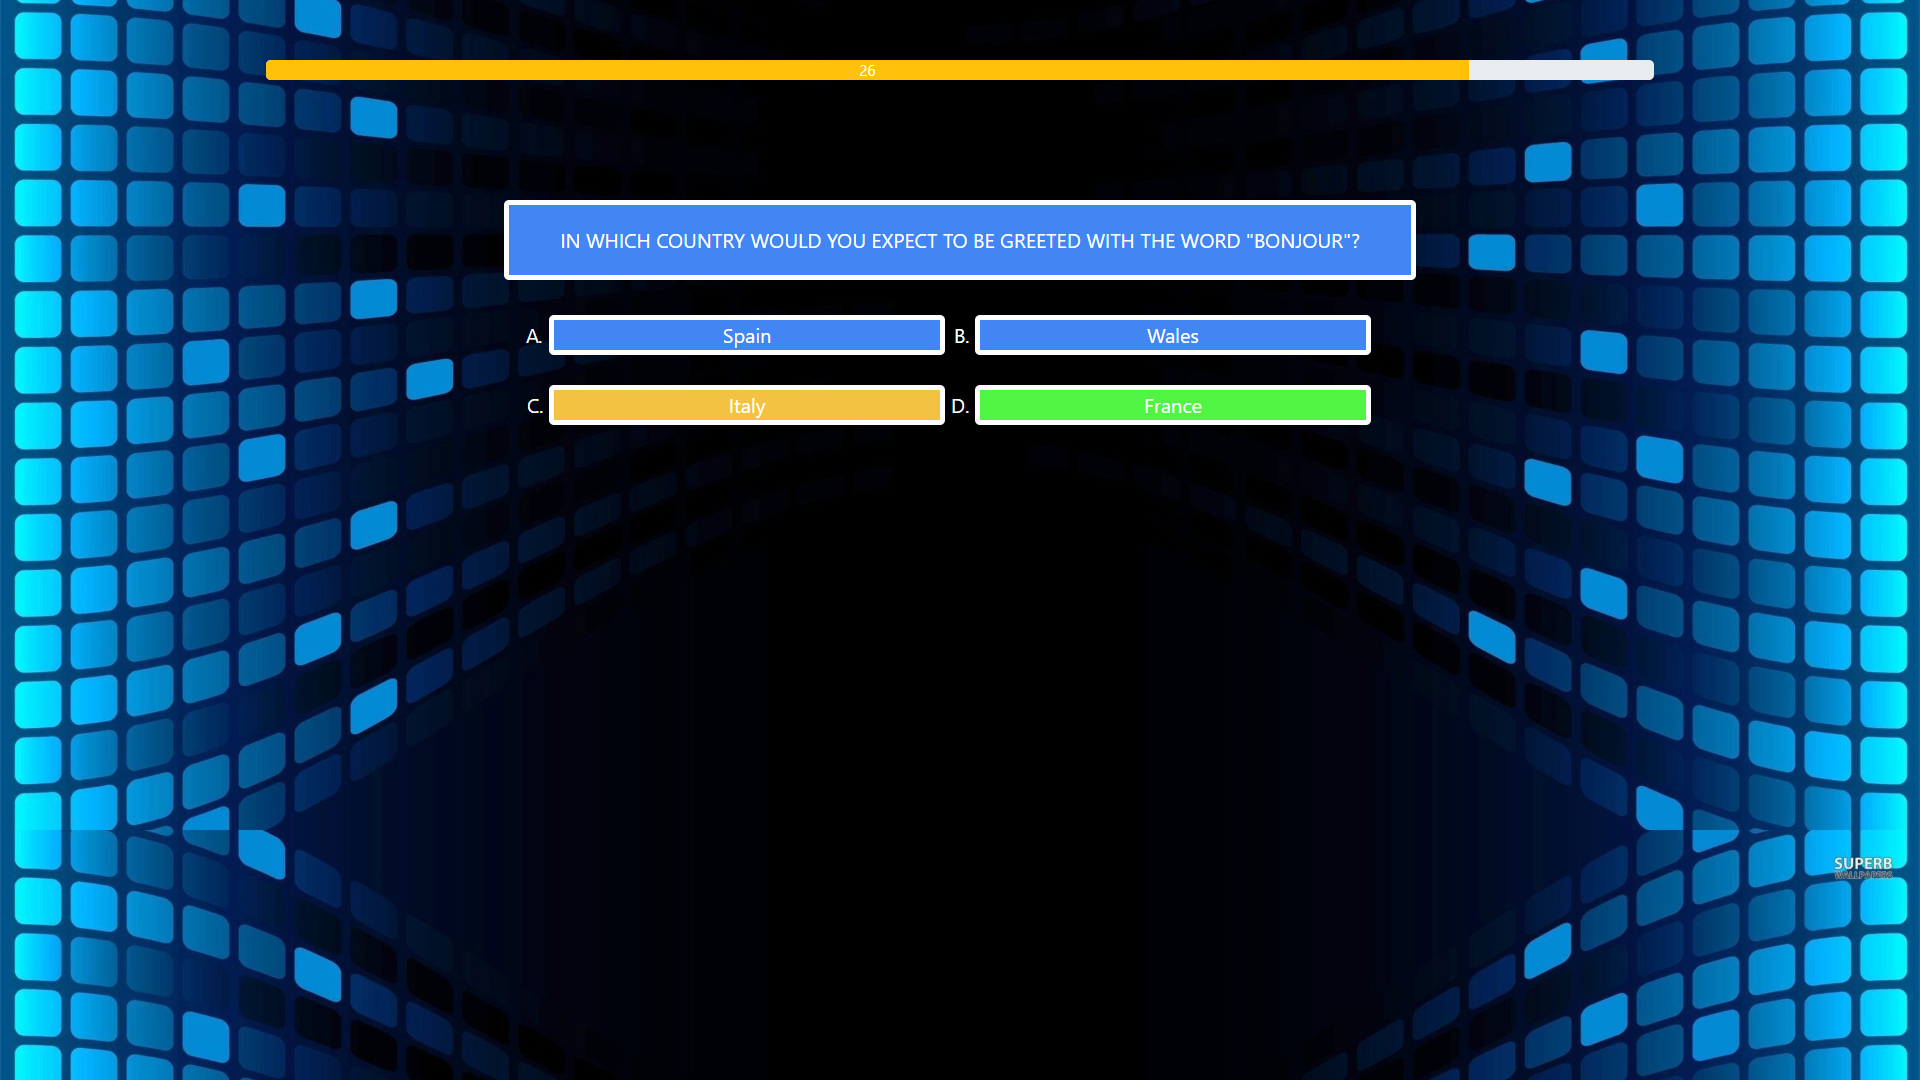 26
IN WHICH COUNTRY WOULD YOU EXPECT TO BE GREETED WITH THE WORD "BONJOUR"?
A. Spain B. Wales
C. Italy D. France
SUPERB
WALLPAPERS